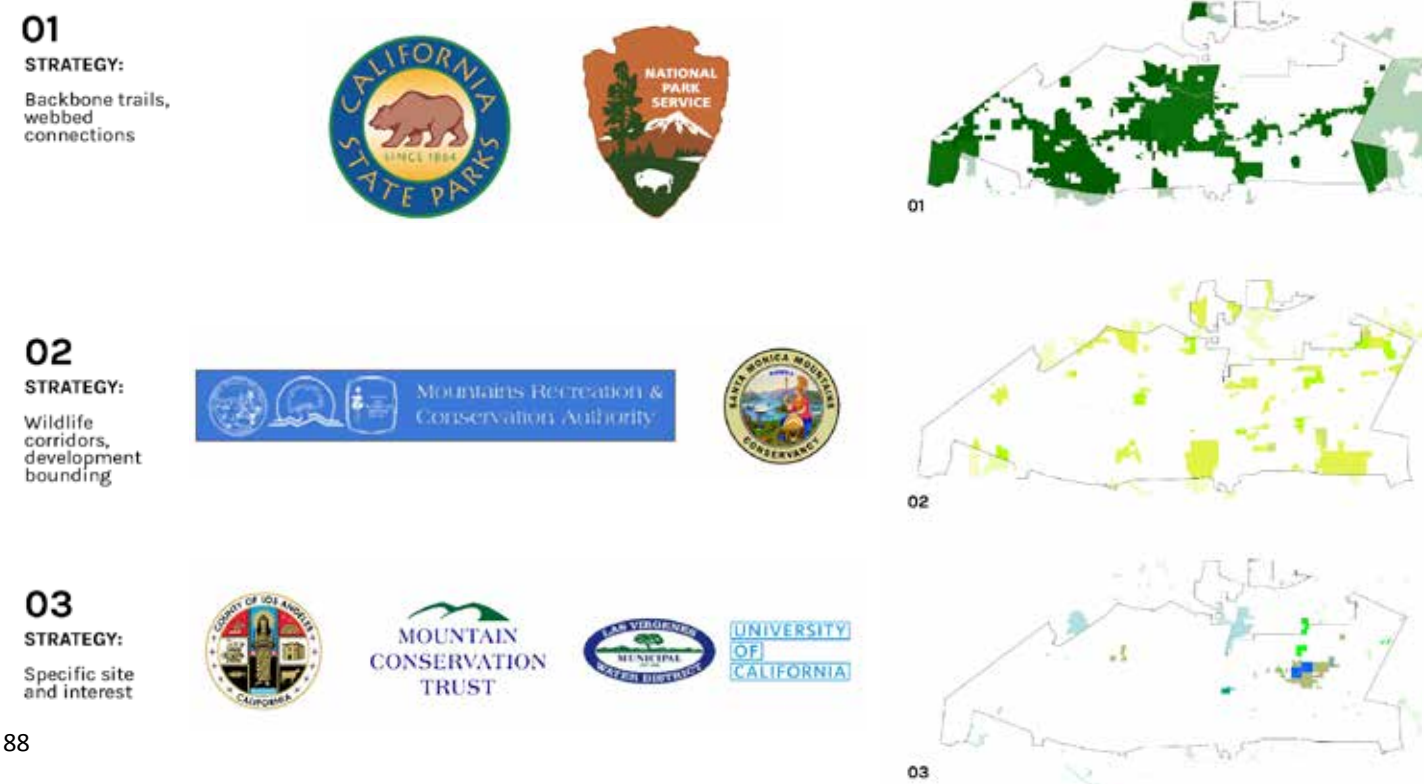 01
STRATEGY:
Backbone trails,
webbed
connections
CALIFORNIA
SINCE 1864
STATE PARKS
NATIONAL
PARK
SERVICE
01
02
STRATEGY:
Wildlife
corridors,
development
bounding
Mountains Recreation &
Conservation Authority
SANTA MONICA MOUNTAINS
CONSERVANCY
02
03
STRATEGY:
Specific site
and interest
COUNTY OF LOS ANGELES
CALIFORNIA
MOUNTAIN
CONSERVATION
TRUST
LAS VIRGENES
MUNICIPAL
WATER DISTRICT
UNIVERSITY
OF
CALIFORNIA
03
88